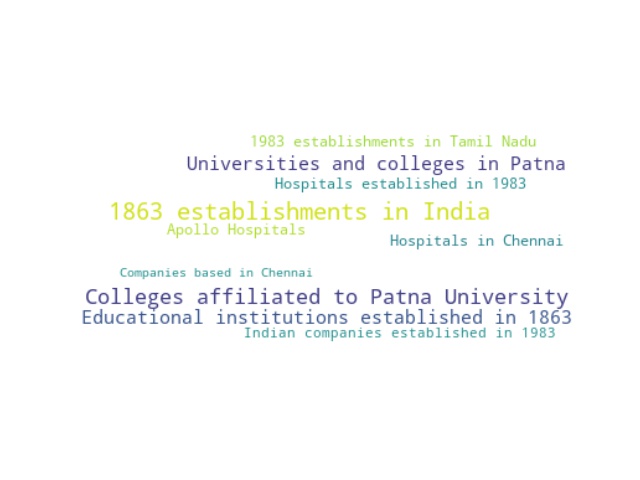 1983 establishments in Tamil Nadu
Universities and colleges in Patna
Hospitals established in 1983
1863 establishments in India
Apollo Hospitals
Hospitals in Chennai
Companies based in Chennai
Colleges affiliated to Patna University
Educational institutions established in 1863
Indian companies established in 1983